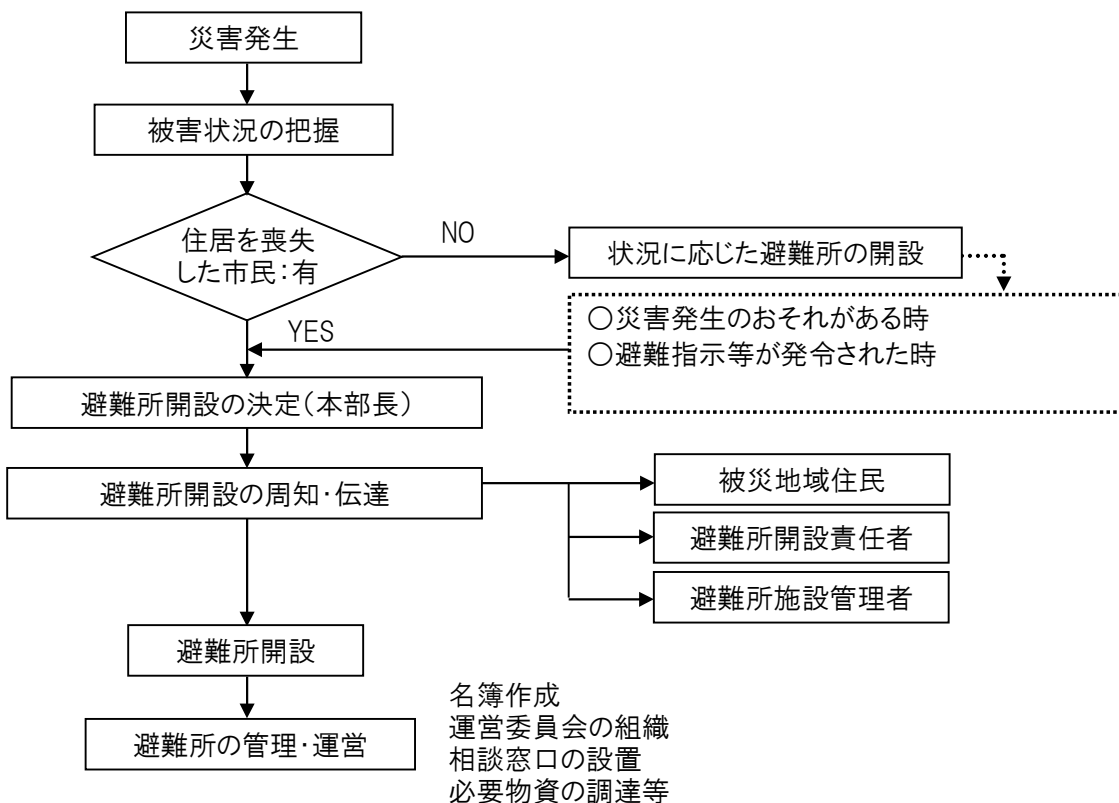 災害発生
被害状況の把握
住居を喪失
した市民：有
NO
状況に応じた避難所の開設
○災害発生のおそれがある時
○避難指示等が発令された時
YES
避難所開設の決定（本部長）
避難所開設の周知・伝達
被災地域住民
避難所開設責任者
避難所施設管理者
避難所開設
避難所の管理・運営
名簿作成
運営委員会の組織
相談窓口の設置
必要物資の調達等